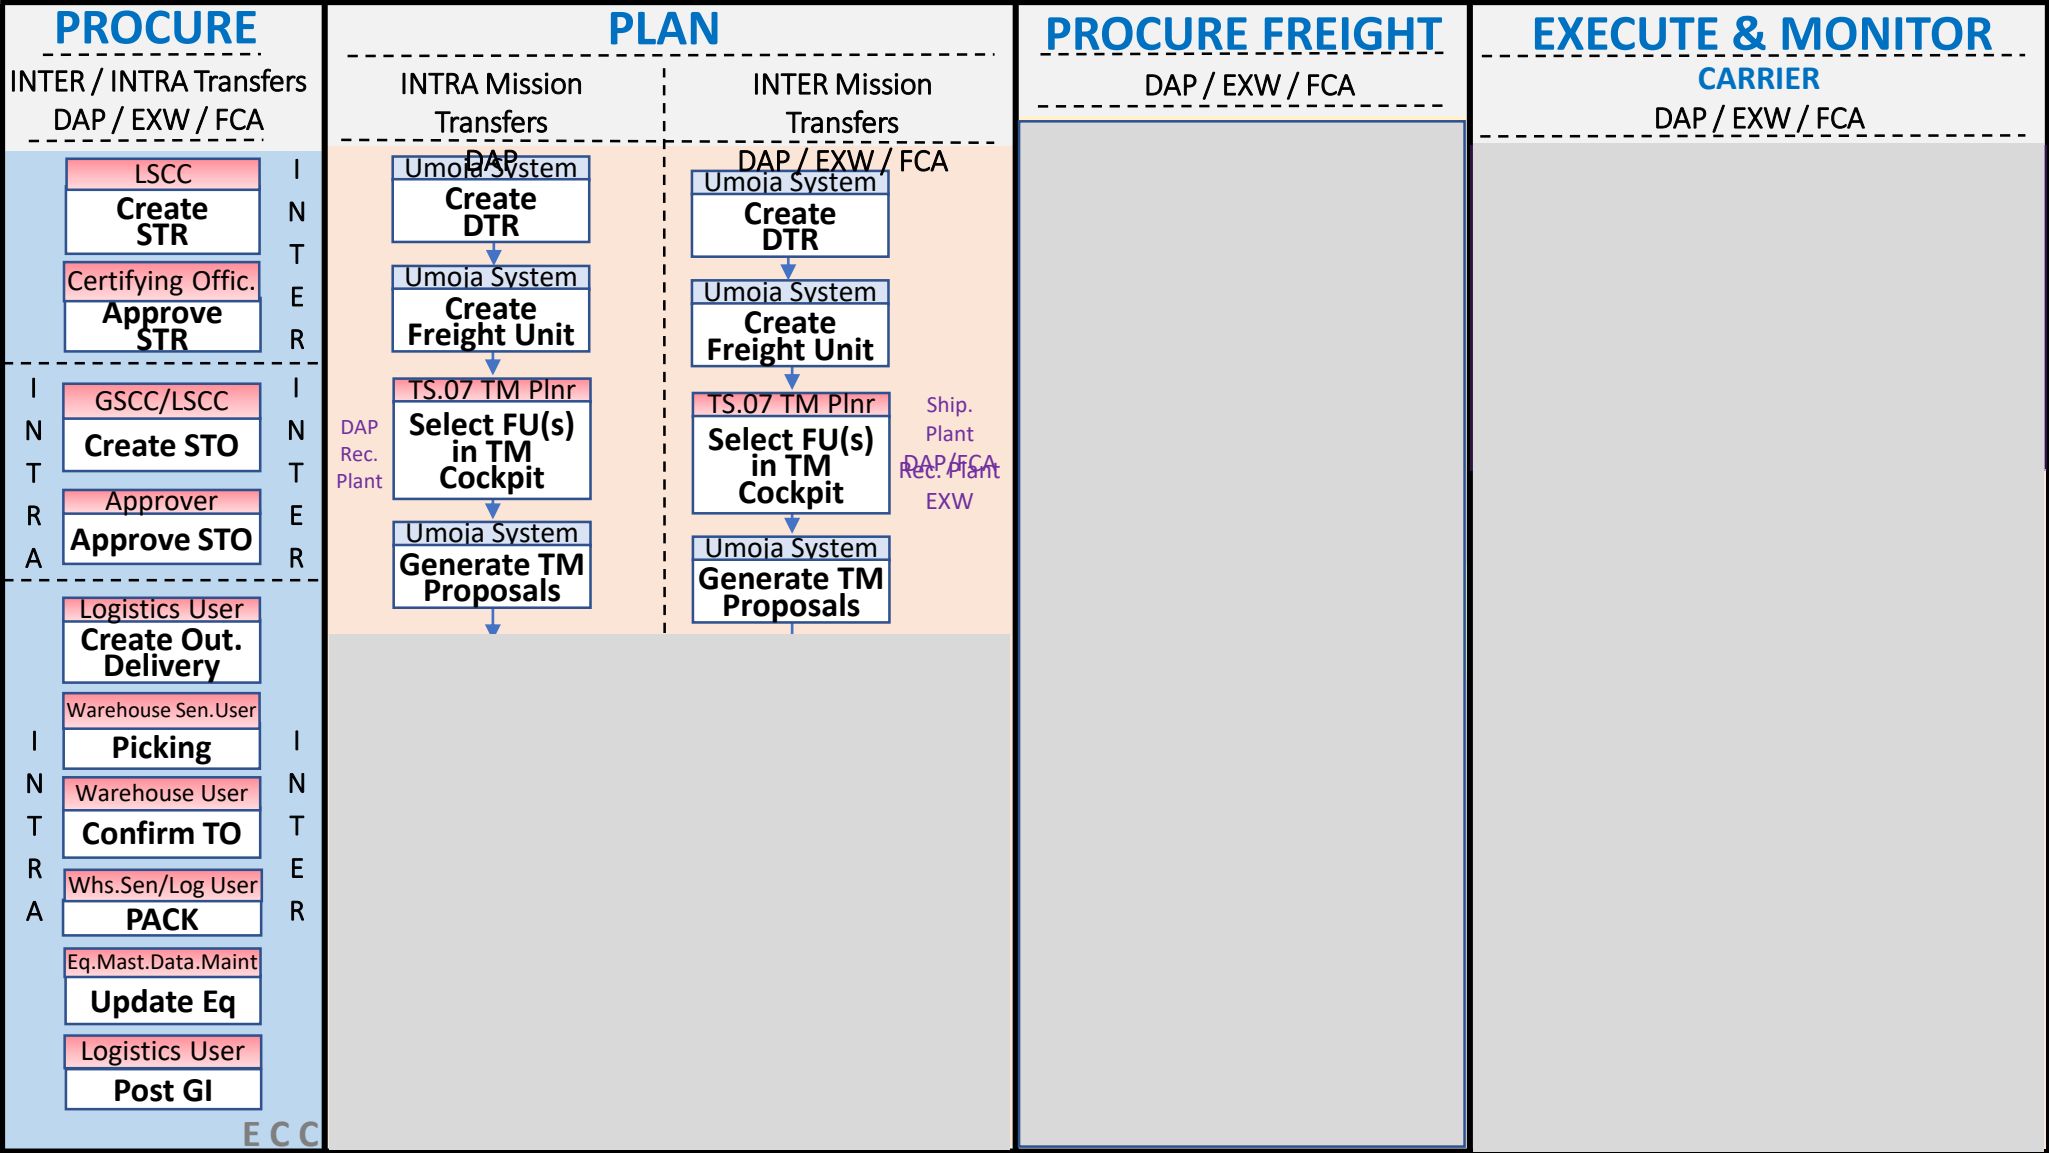 PROCURE
INTER / INTRA Transfers
DAP / EXW / FCA
LSCC
Create
STR
Certifying Offic.
Approve
STR
I
N
T
E
R
GSCC/LSCC
Create STO
Approver
Approve STO
I
N
T
R
A
I
N
T
E
R
Logistics User
Create Out.
Delivery
Warehouse Sen.User
Picking
Warehouse User
Confirm TO
Whs.Sen/Log User
PACK
Eq.Mast.Data.Maint
Update Eq
Logistics User
Post GI
I
N
T
R
A
I
N
T
E
R
E C C
PLAN
INTRA Mission
Transfers
DAP
Umoja System
Create
DTR
Umoja System
Create
Freight Unit
TS.07 TM Plnr
Select FU(s)
in TM
Cockpit
DAP
Rec.
Plant
Umoja System
Generate TM
Proposals
INTER Mission
Transfers
DAP / EXW / FCA
Umoja System
Create
DTR
Umoja System
Create
Freight Unit
TS.07 TM Plnr
Select FU(s)
in TM
Cockpit
Ship.
Plant
DAP/FCA
Rec. Plant
EXW
Umoja System
Generate TM
Proposals
PROCURE FREIGHT
DAP / EXW / FCA
EXECUTE & MONITOR
CARRIER
DAP / EXW / FCA